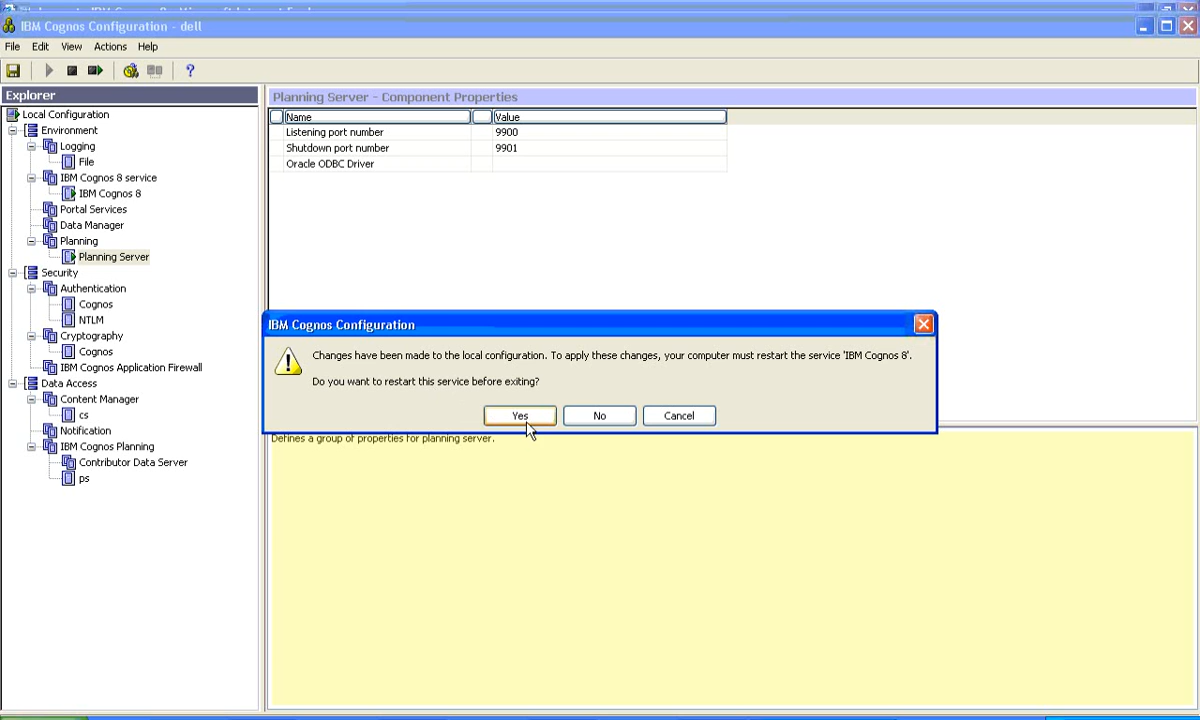 IBM Cognos Configuration - dell
File Edit View Actions Help
Explorer
Local Configuration
Environment
Logging
File
IBM Cognos 8 service
IBM Cognos 8
Portal Services
Data Manager
Planning
Planning Server
Security
Authentication
Cognos
NTLM
Cryptography
Cognos
IBM Cognos Application Firewall
Data Access
Content Manager
cs
Notification
IBM Cognos Planning
Contributor Data Server
ps
Planning Server - Component Properties
Name Value
Listening port number 9900
Shutdown port number 9901
Oracle ODBC Driver
IBM Cognos Configuration
Changes have been made to the local configuration. To apply these changes, your computer must restart the service 'IBM Cognos 8'.
Do you want to restart this service before exiting?
Yes No Cancel
Defines a group of properties for planning server.